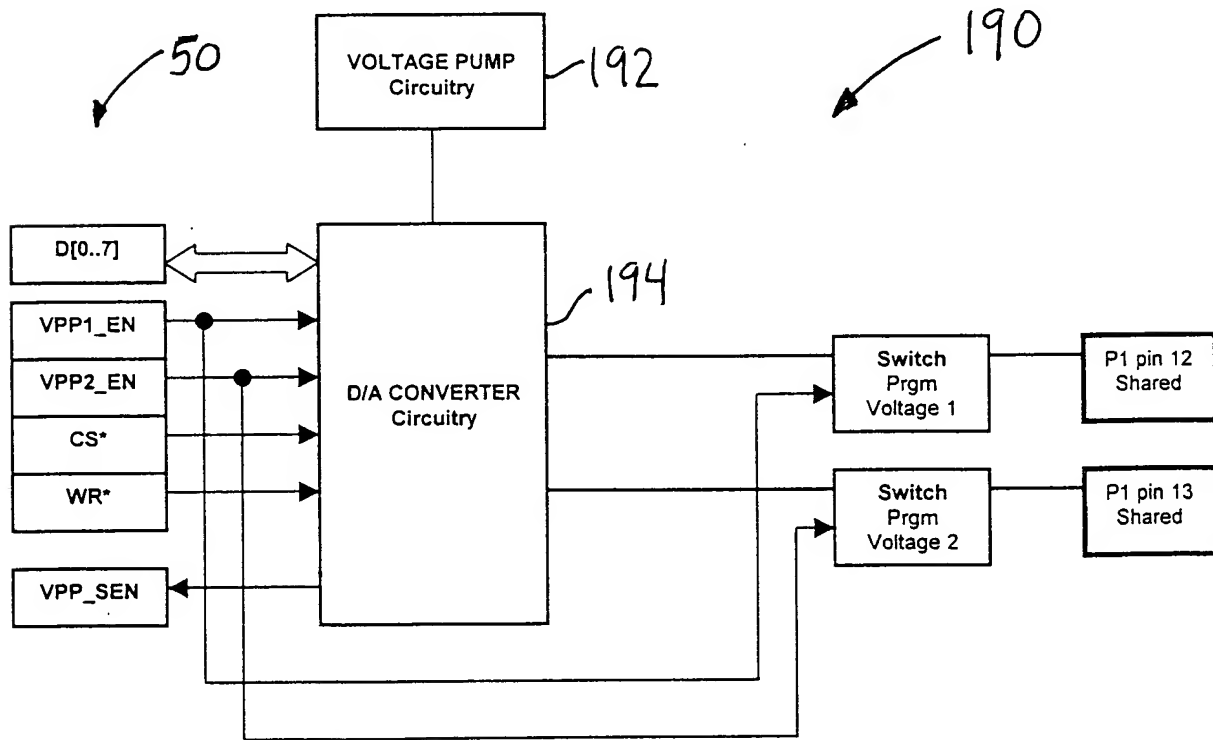 50
VOLTAGE PUMP
Circuitry
192
190
D[0..7]
VPP1_EN
VPP2_EN
CS*
WR*
VPP_SEN
D/A CONVERTER
Circuitry
194
Switch
Prgm
Voltage 1
P1 pin 12
Shared
Switch
Prgm
Voltage 2
P1 pin 13
Shared